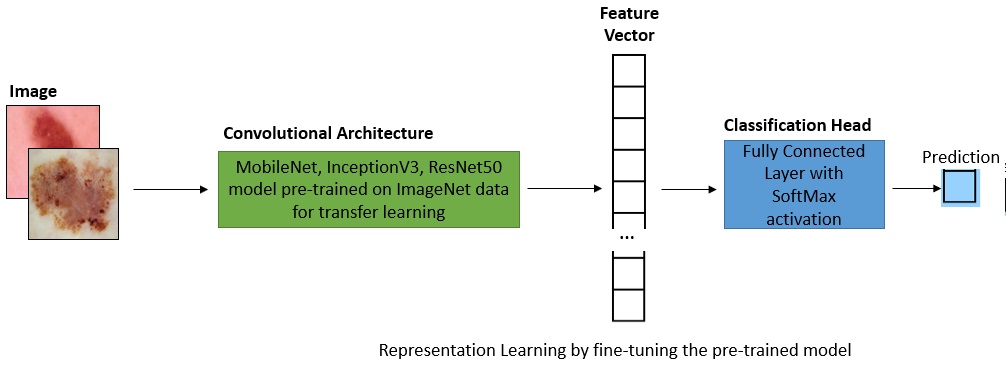 Feature
Vector
Image
Convolutional Architecture
MobileNet, InceptionV3, ResNet50
model pre-trained on ImageNet data
for transfer learning
...
Classification Head
Fully Connected
Layer with
SoftMax
activation
Prediction
Representation Learning by fine-tuning the pre-trained model